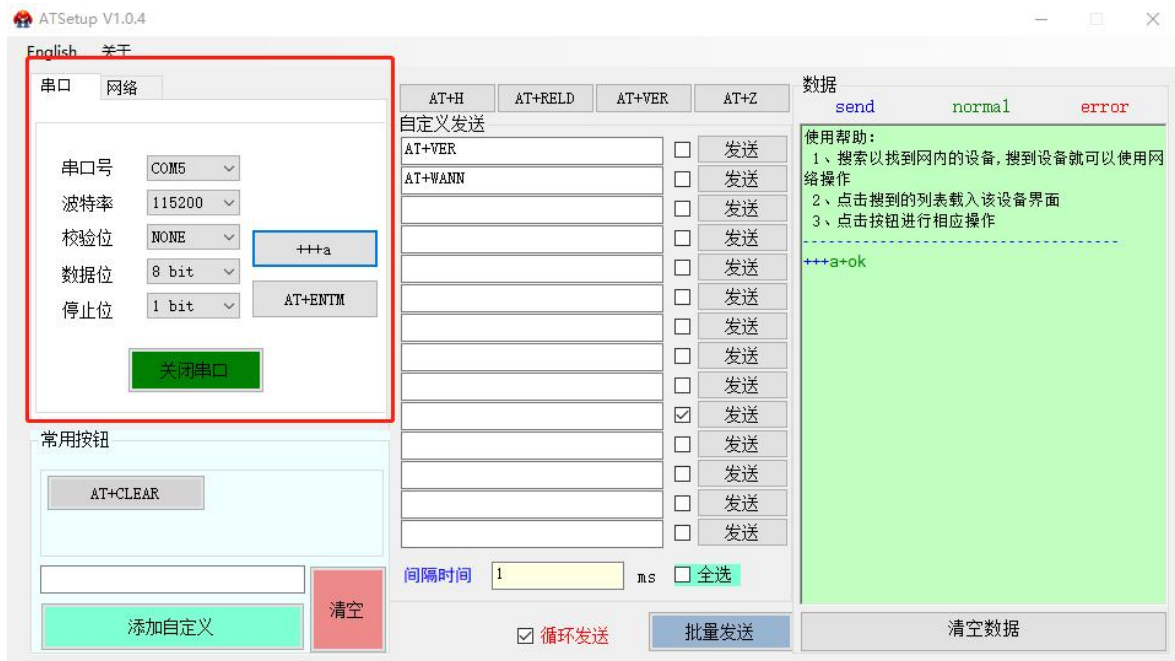 ATSetup V1.0.4
English 关于
串口 网络
串口号 COM5
波特率 115200
校验位 NONE
数据位 8 bit
停止位 1 bit
+++a
AT+ENTM
关闭串口
常用按钮
AT+CLEAR
添加自定义
清空
AT+H AT+RELD AT+VER AT+Z
自定义发送
AT+VER 发送
AT+WANN 发送
发送
发送
发送
发送
发送
发送
发送
发送
发送
发送
发送
发送
间隔时间 1 ms 全选
循环发送 批量发送
数据
send normal error
使用帮助:
1、搜索以找到网内的设备,搜到设备就可以使用网
络操作
2、点击搜到的列表载入该设备界面
3、点击按钮进行相应操作
--------------------------------------
+++a+ok
清空数据